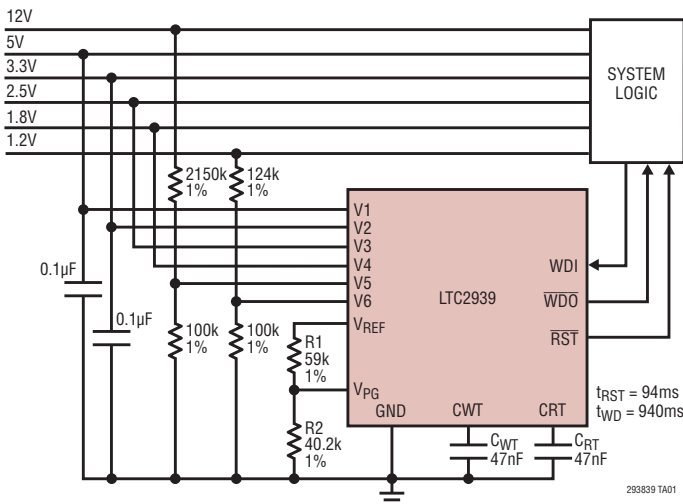 12V
5V
3.3V
2.5V
1.8V
1.2V
SYSTEM
LOGIC
2150k
1%
124k
1%
V1
V2
V3
V4
V5
V6
VREF
VPG
GND
CWT
CRT
LTC2939
WDI
WDO
RST
0.1µF
0.1µF
100k
1%
100k
1%
R1
59k
1%
R2
40.2k
1%
tRST = 94ms
tWD = 940ms
CWT
47nF
CRT
47nF
293839 TA01